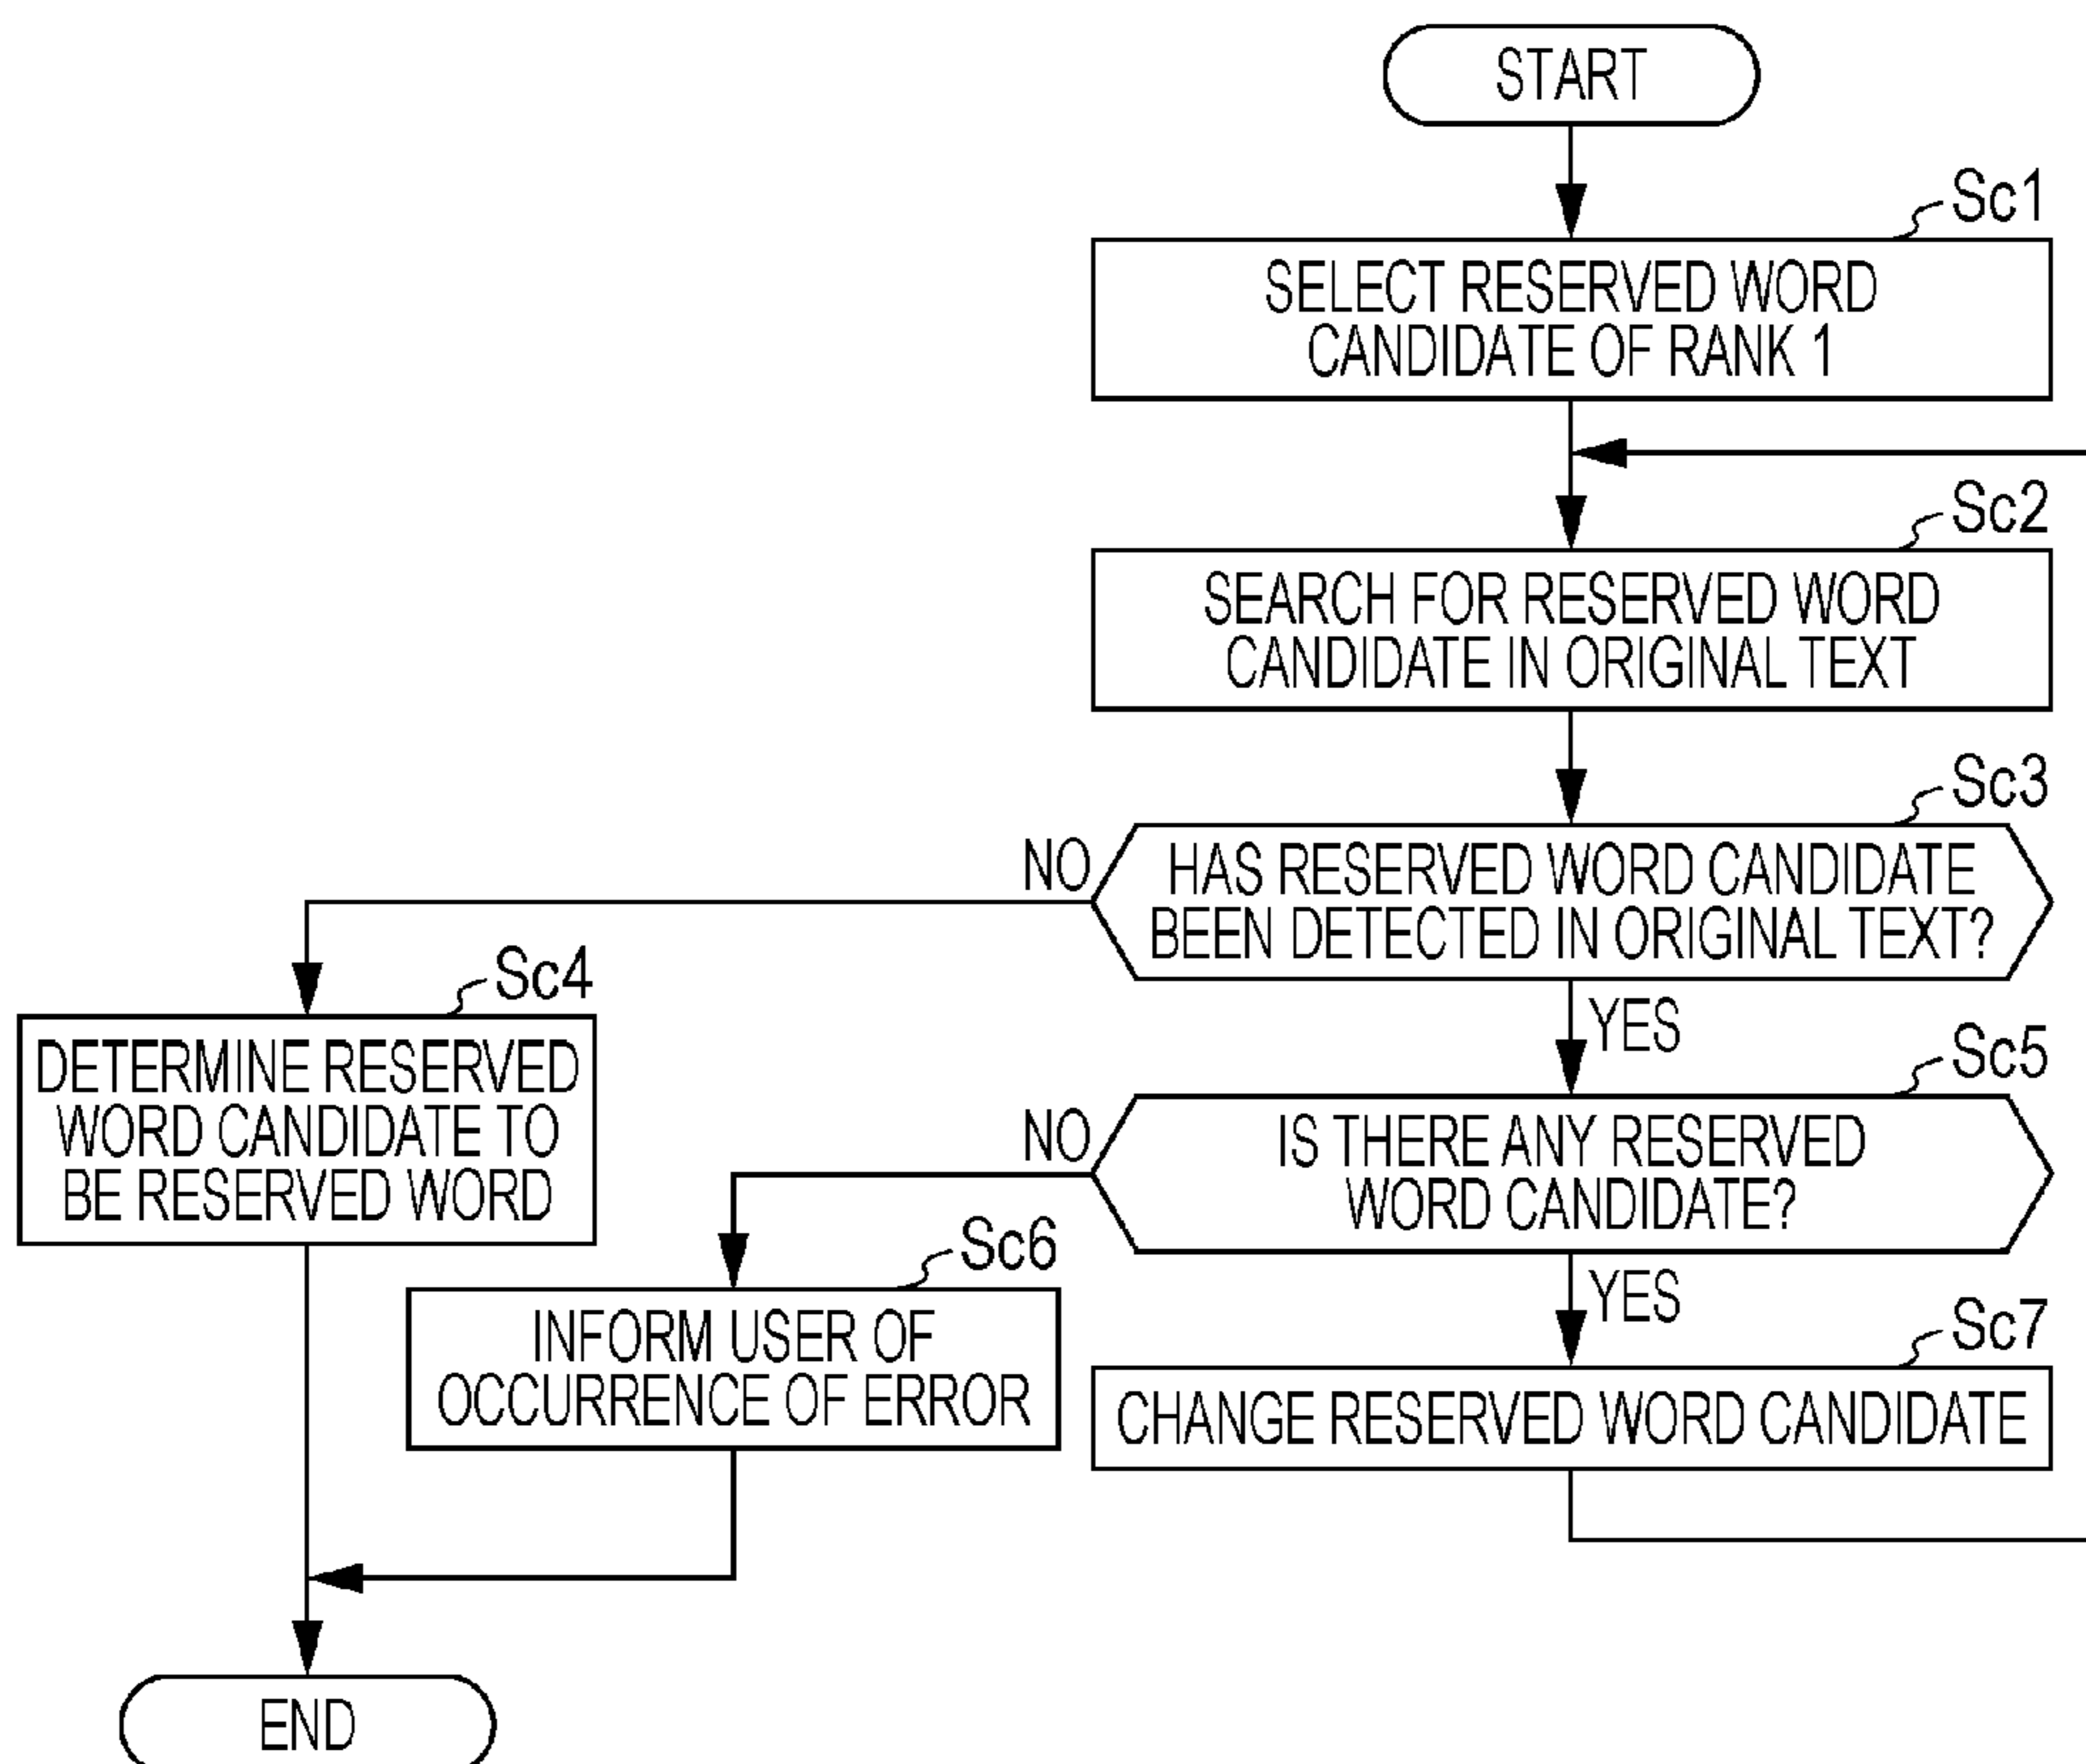 START
Sc1
SELECT RESERVED WORD
CANDIDATE OF RANK 1
Sc2
SEARCH FOR RESERVED WORD
CANDIDATE IN ORIGINAL TEXT
Sc3
NO
HAS RESERVED WORD CANDIDATE
BEEN DETECTED IN ORIGINAL TEXT?
YES
Sc4
DETERMINE RESERVED
WORD CANDIDATE TO
BE RESERVED WORD
Sc5
NO
IS THERE ANY RESERVED
WORD CANDIDATE?
YES
Sc6
INFORM USER OF
OCCURRENCE OF ERROR
Sc7
CHANGE RESERVED WORD CANDIDATE
END